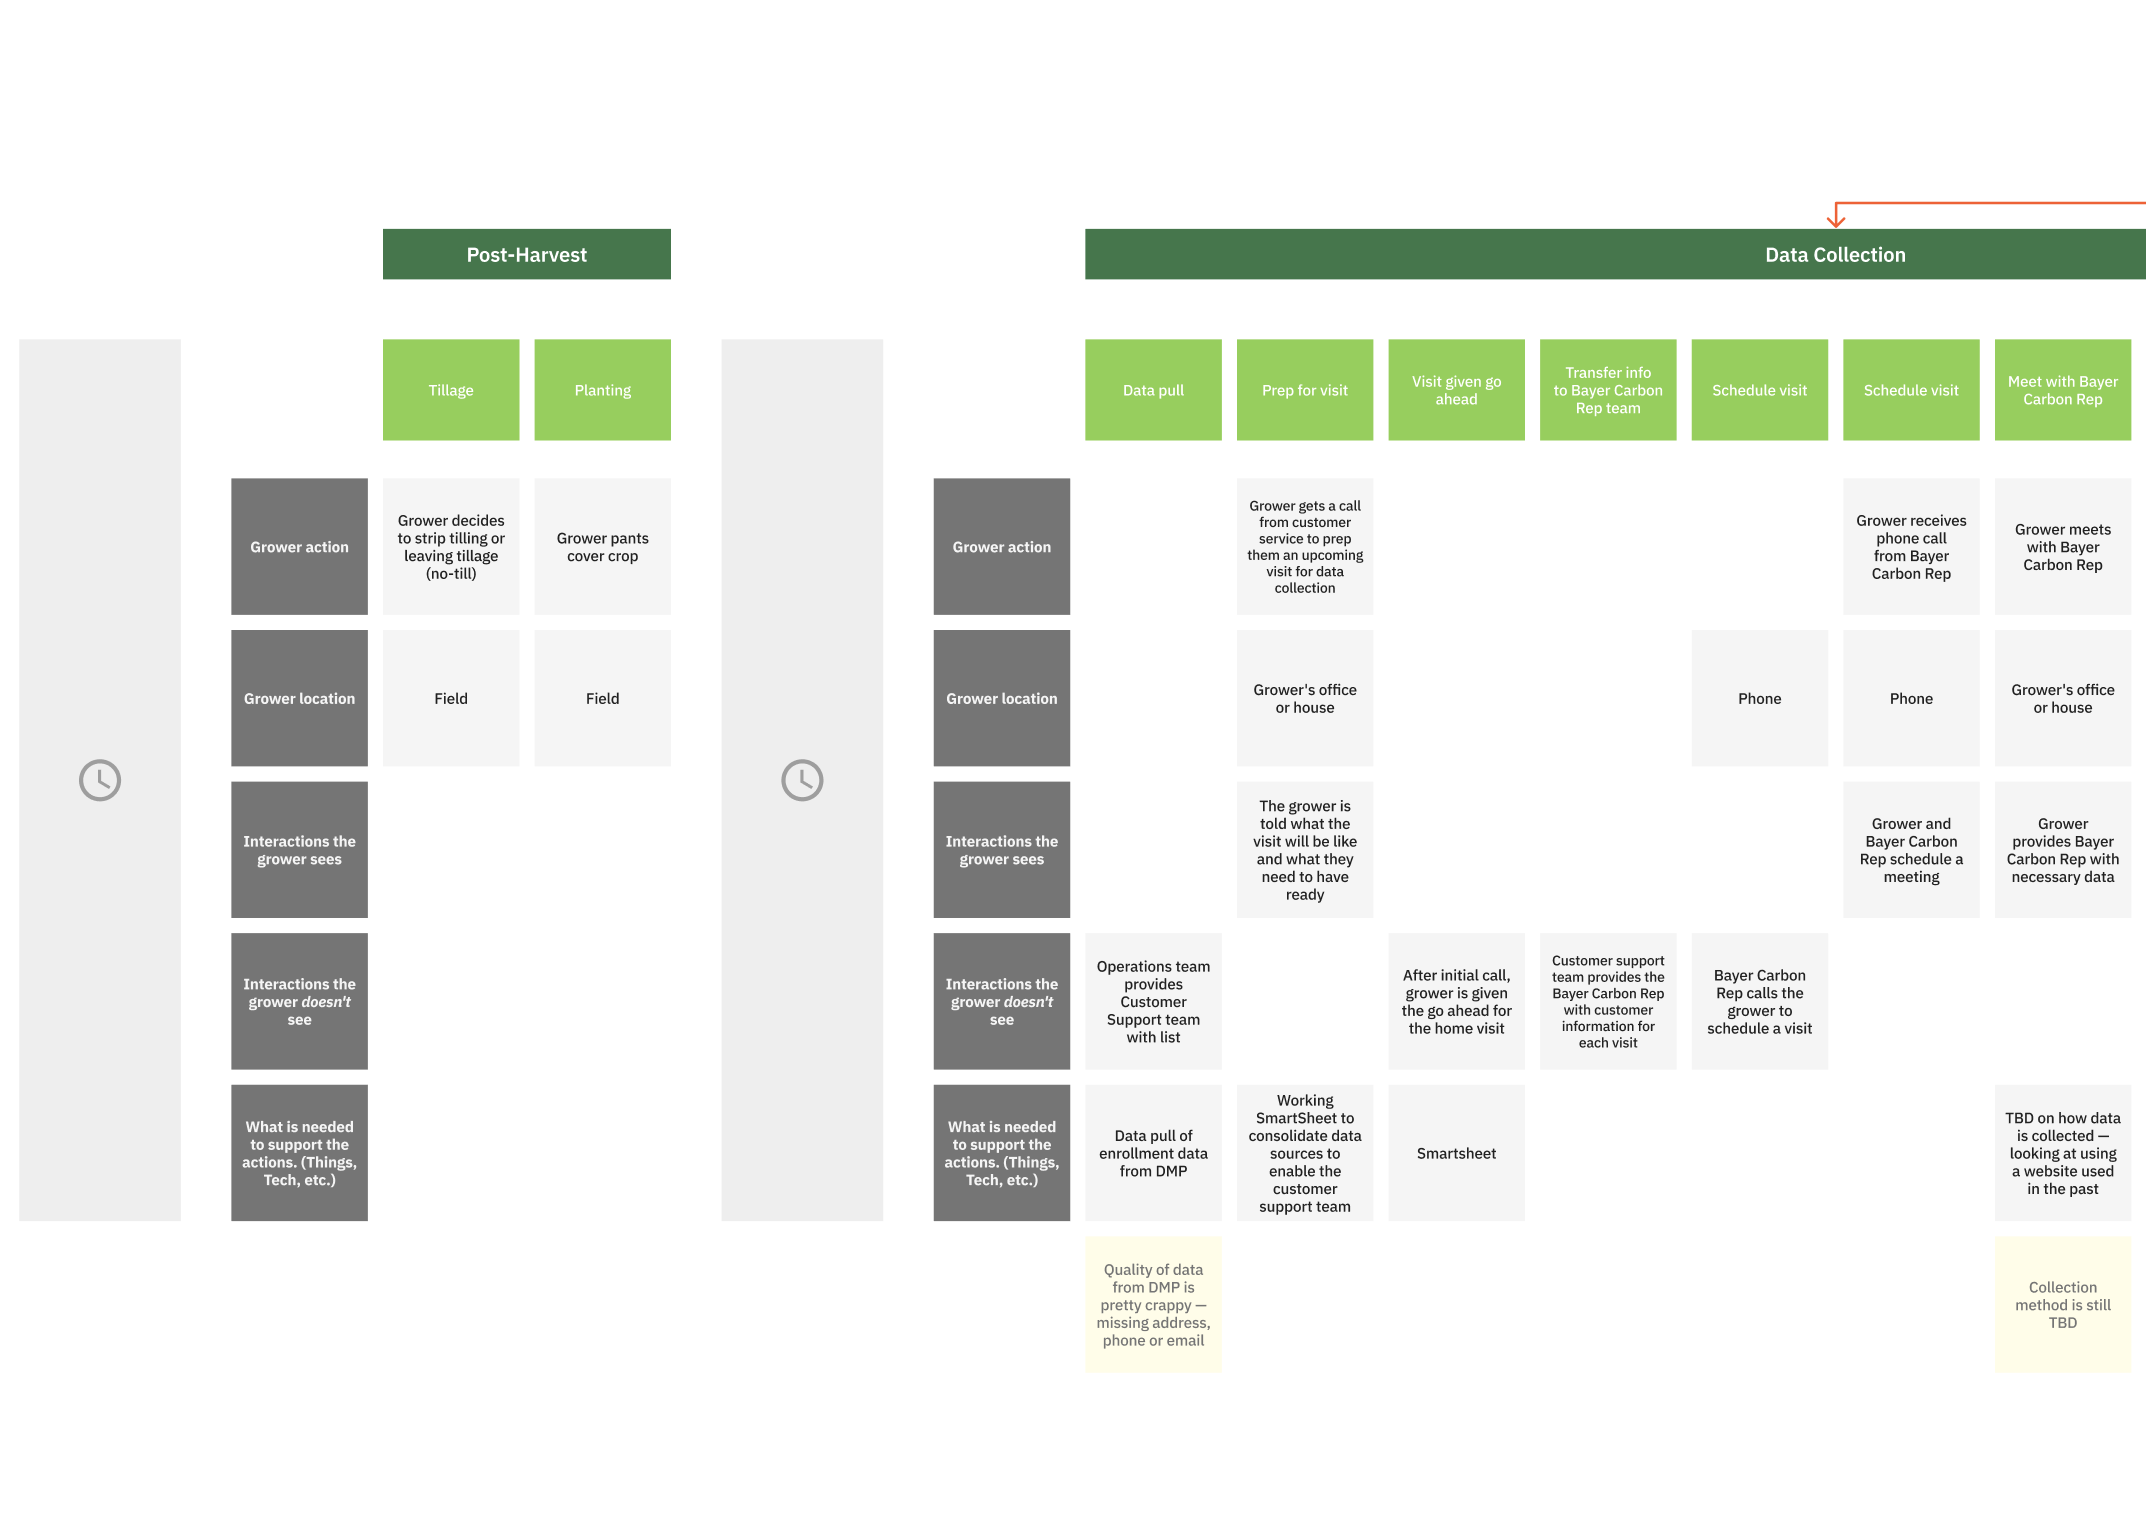 Post-Harvest
Tillage
Planting
Grower action
Grower decides
to strip tilling or
leaving tillage
(no-till)
Grower pants
cover crop
Grower location
Field
Field
Interactions the
grower sees
Interactions the
grower doesn't
see
What is needed
to support the
actions. (Things,
Tech, etc.)
Data Collection
Data pull
Prep for visit
Visit given go
ahead
Transfer info
to Bayer Carbon
Rep team
Schedule visit
Schedule visit
Meet with Bayer
Carbon Rep
Grower action
Grower gets a call
from customer
service to prep
them an upcoming
visit for data
collection
Grower receives
phone call
from Bayer
Carbon Rep
Grower meets
with Bayer
Carbon Rep
Grower location
Grower's office
or house
Phone
Phone
Grower's office
or house
Interactions the
grower sees
The grower is
told what the
visit will be like
and what they
need to have
ready
Grower and
Bayer Carbon
Rep schedule a
meeting
Grower
provides Bayer
Carbon Rep with
necessary data
Interactions the
grower doesn't
see
Operations team
provides
Customer
Support team
with list
After initial call,
grower is given
the go ahead for
the home visit
Customer support
team provides the
Bayer Carbon Rep
with customer
information for
each visit
Bayer Carbon
Rep calls the
grower to
schedule a visit
What is needed
to support the
actions. (Things,
Tech, etc.)
Data pull of
enrollment data
from DMP
Working
SmartSheet to
consolidate data
sources to
enable the
customer
support team
Smartsheet
TBD on how data
is collected —
looking at using
a website used
in the past
Quality of data
from DMP is
pretty crappy —
missing address,
phone or email
Collection
method is still
TBD